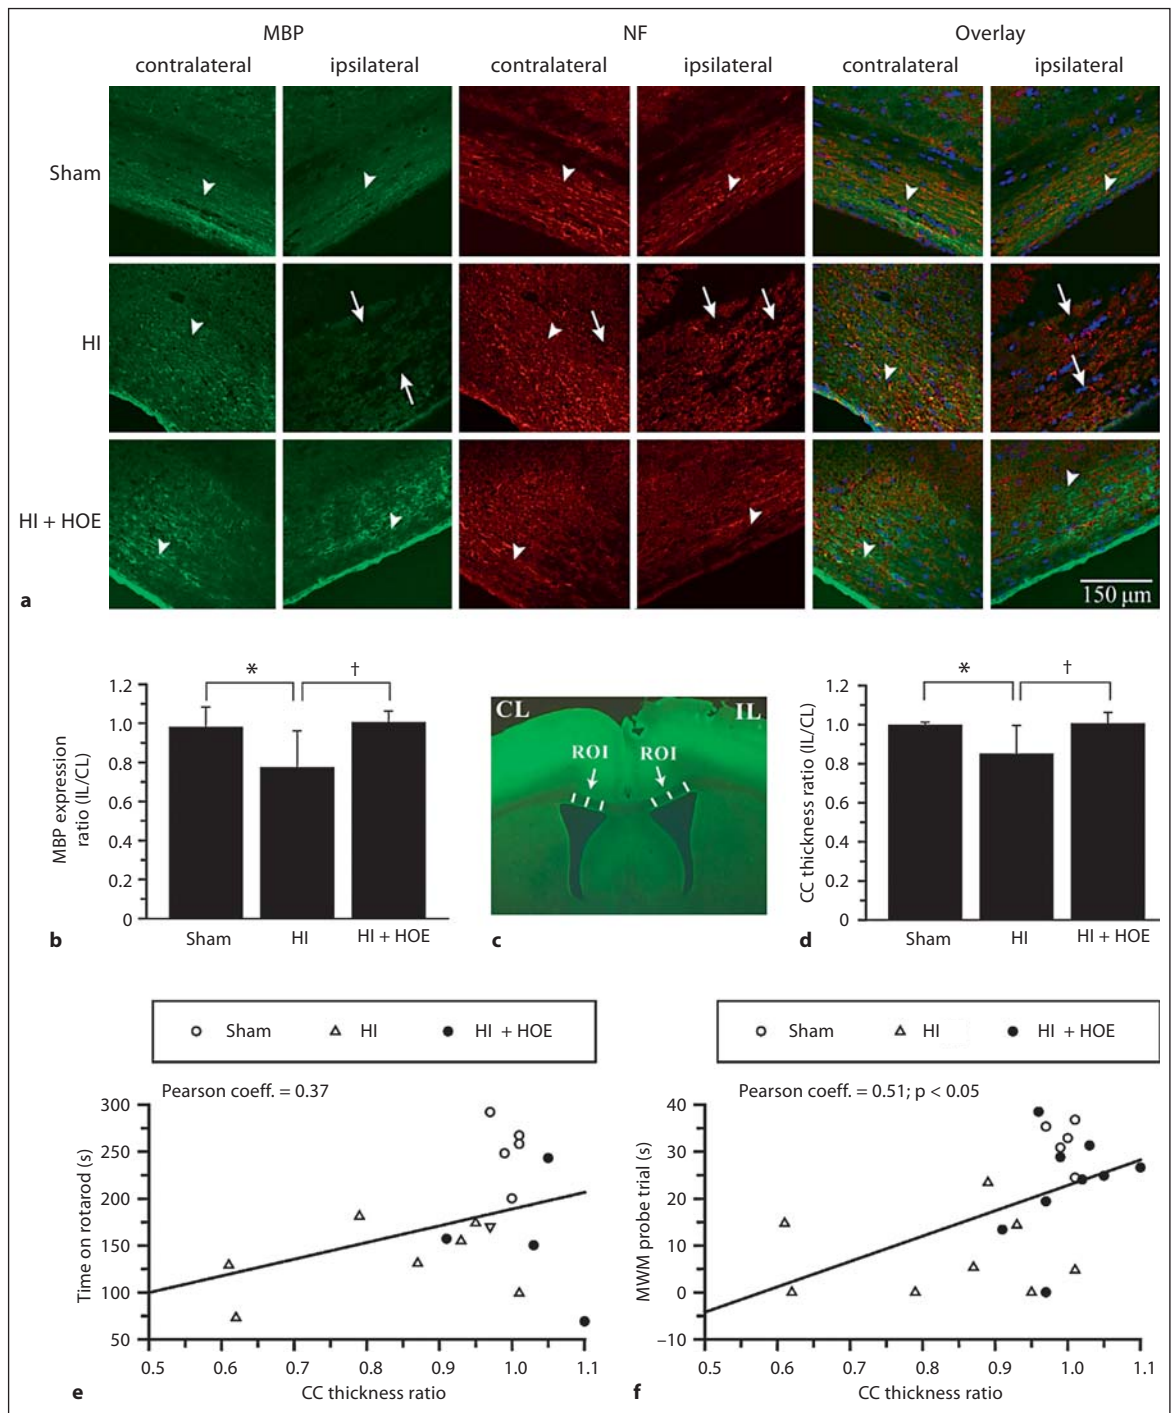 MBP NF Overlay
contralateral ipsilateral contralateral ipsilateral contralateral ipsilateral
Sham
HI
HI + HOE
150 μm
a
* †
MBP expression
ratio (IL/CL)
1.2
1.0
0.8
0.6
0.4
0.2
0
Sham HI HI + HOE
b
CL IL
ROI ROI
c
* †
CC thickness ratio (IL/CL)
1.2
1.0
0.8
0.6
0.4
0.2
0
Sham HI HI + HOE
d
Sham HI HI + HOE
Pearson coeff. = 0.37
Time on rotarod (s)
300
250
200
150
100
50
0.5 0.6 0.7 0.8 0.9 1.0 1.1
CC thickness ratio
e
Sham HI HI + HOE
Pearson coeff. = 0.51; p < 0.05
MWM probe trial (s)
40
30
20
10
0
–10
0.5 0.6 0.7 0.8 0.9 1.0 1.1
CC thickness ratio
f